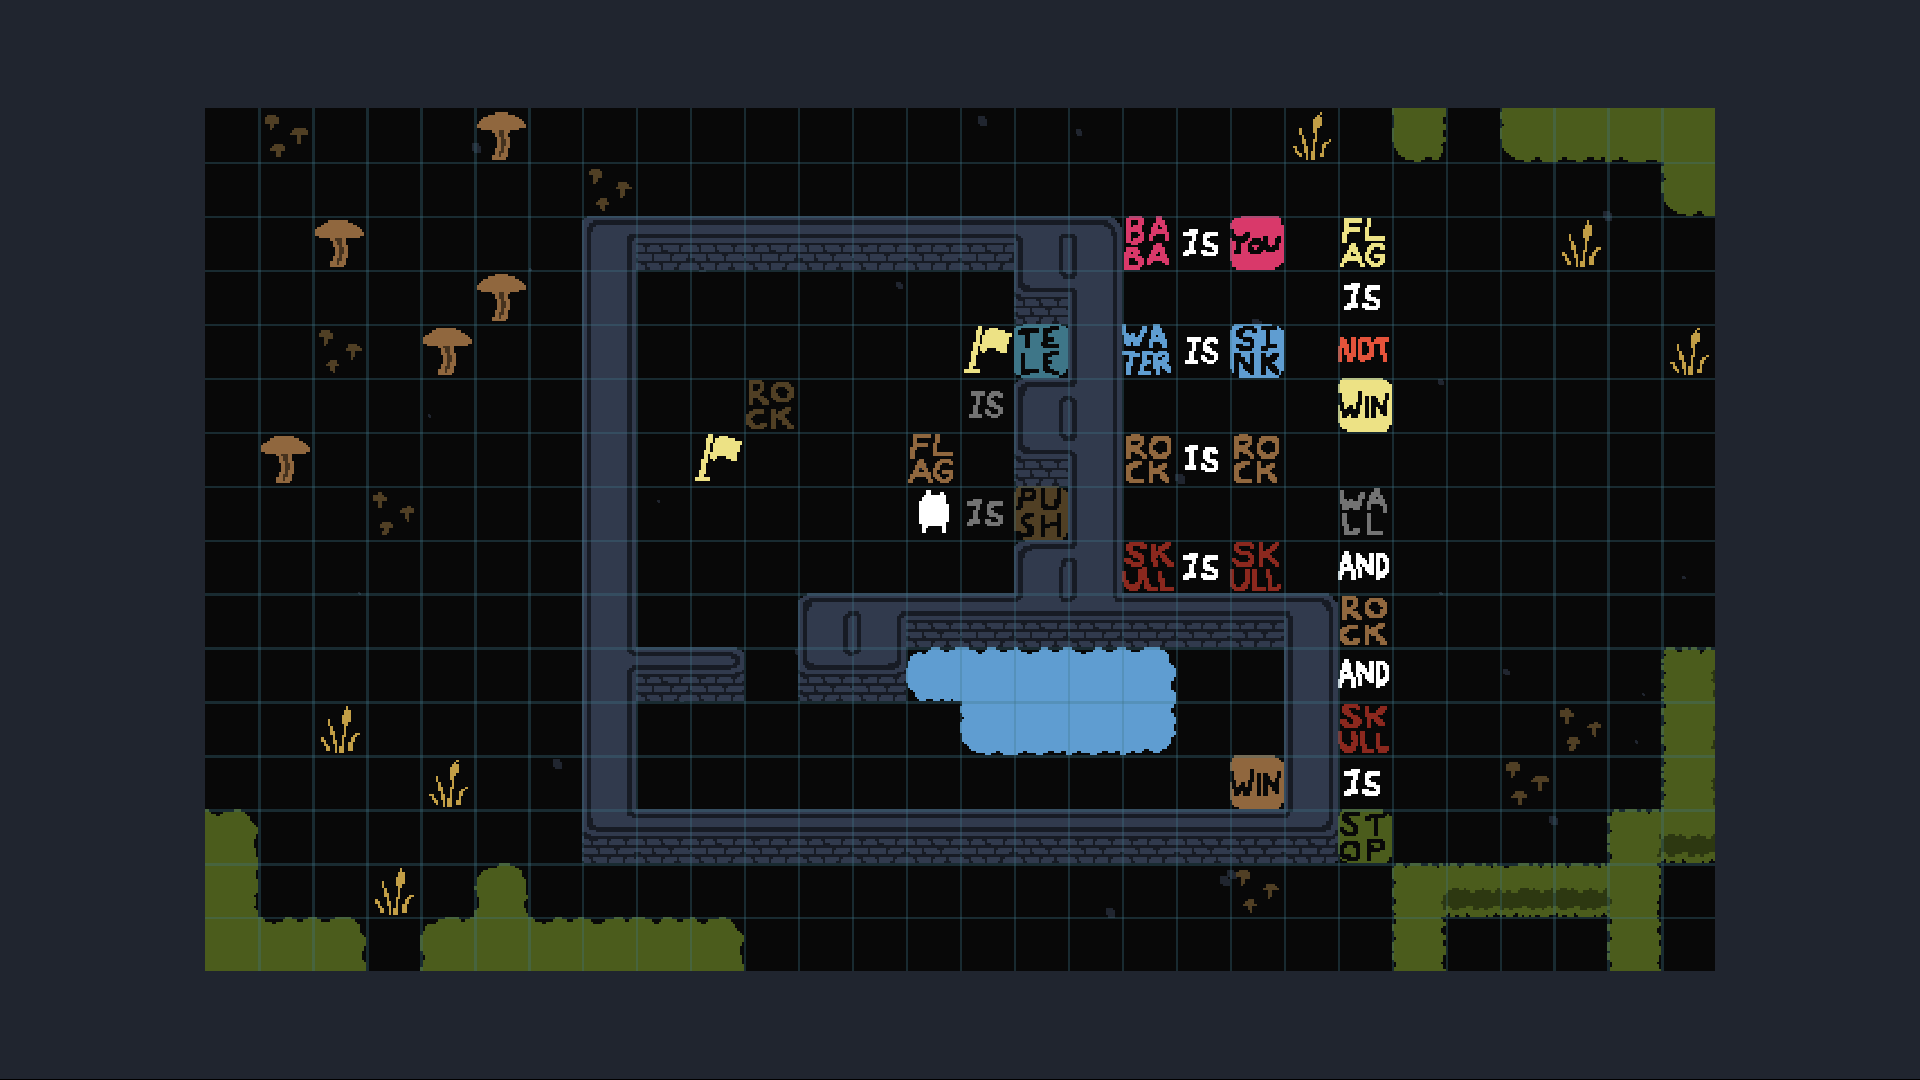 BABA IS YOU FLAG
IS
TELE WATER IS SINK NOT
ROCK IS WIN
FLAG ROCK IS ROCK
IS PUSH WALL
SKULL IS SKULL AND
ROCK
AND
SKULL
WIN IS
STOP